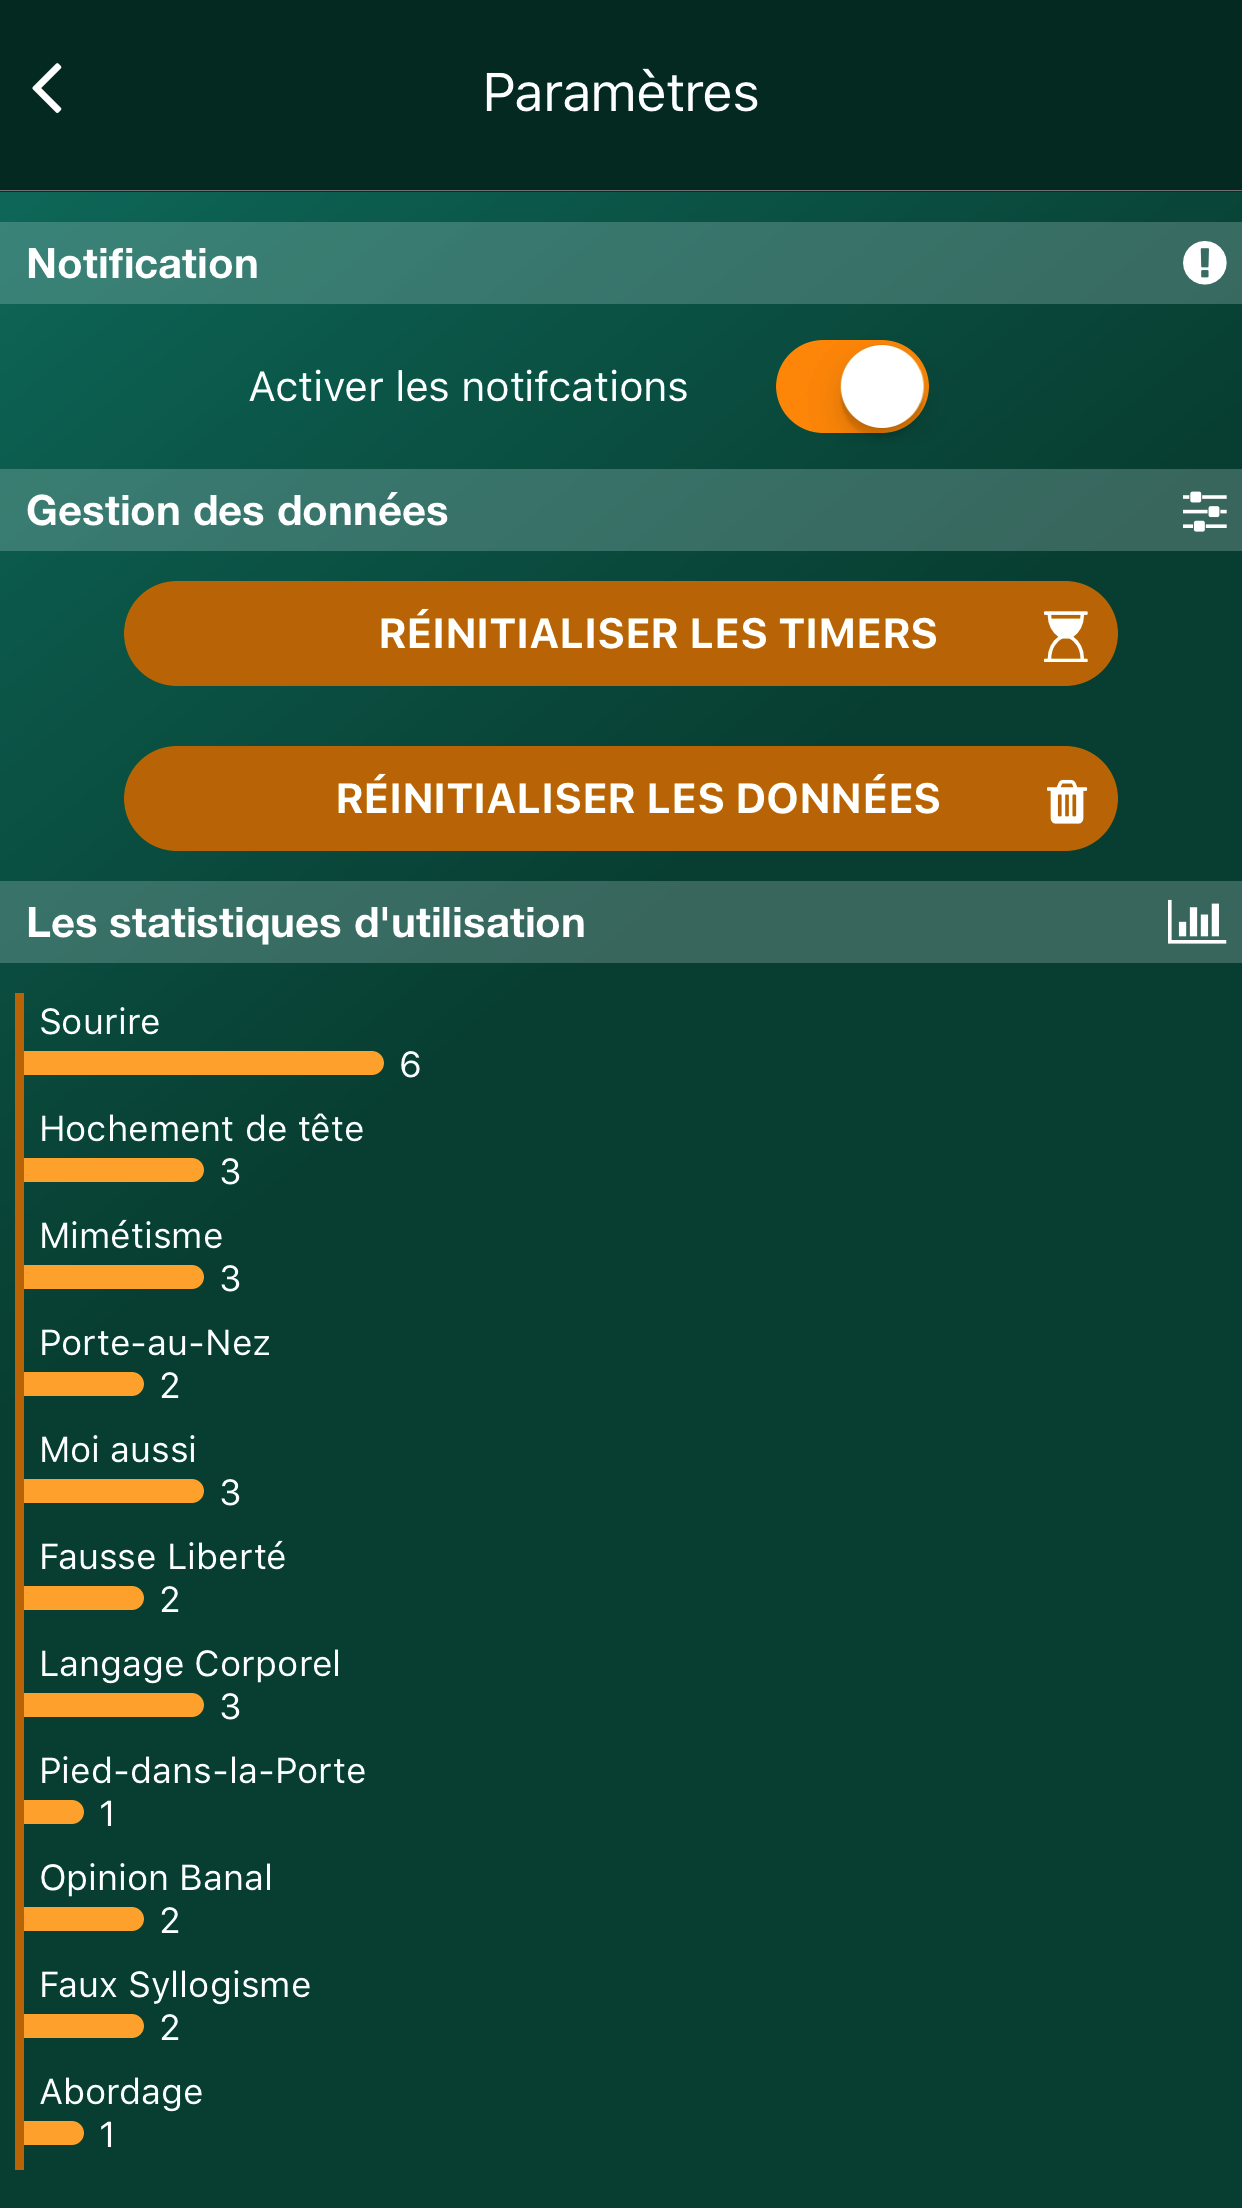 Paramètres
Notification
Activer les notifcations
Gestion des données
RÉINITIALISER LES TIMERS
RÉINITIALISER LES DONNÉES
Les statistiques d'utilisation
Sourire
6
Hochement de tête
3
Mimétisme
3
Porte-au-Nez
2
Moi aussi
3
Fausse Liberté
2
Langage Corporel
3
Pied-dans-la-Porte
1
Opinion Banal
2
Faux Syllogisme
2
Abordage
1